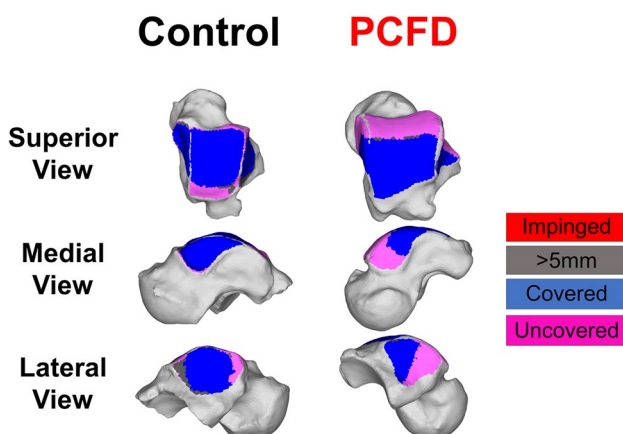 Control PCFD
Superior
View
Medial
View
Lateral
View
Impinged
>5mm
Covered
Uncovered